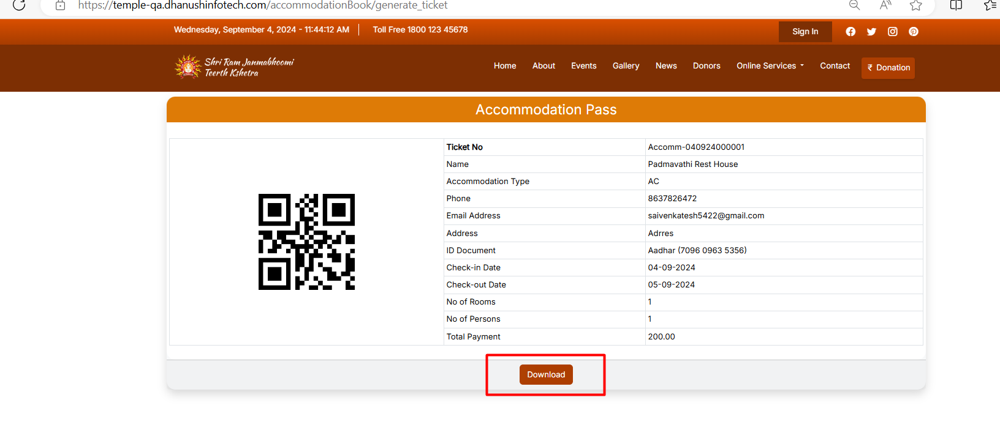 https://temple-qa.dhanushinfotech.com/accommodationBook/generate_ticket
Wednesday, September 4, 2024 - 11:44:12 AM Toll Free 1800 123 45678 Sign In
Shri Ram Janmabhoomi
Teerth Kshetra
Home About Events Gallery News Donors Online Services Contact ₹ Donation
Accommodation Pass
Ticket No Accomm-040924000001
Name Padmavathi Rest House
Accommodation Type AC
Phone 8637826472
Email Address saivenkatesh5422@gmail.com
Address Adrres
ID Document Aadhar (7096 0963 5356)
Check-in Date 04-09-2024
Check-out Date 05-09-2024
No of Rooms 1
No of Persons 1
Total Payment 200.00
Download